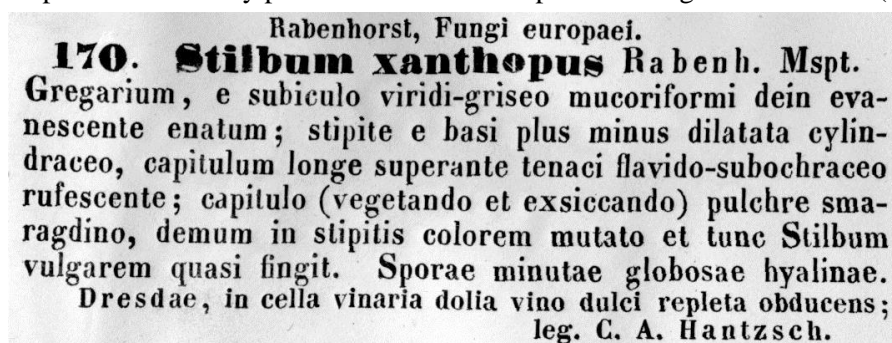 Rabenhorst, Fungi europaei.
170. Stilbum xanthopus Rabenh. Mspt.
Gregarium, e subiculo viridi-griseo mucoriformi dein eva-
nescente enatum; stipite e basi plus minus dilatata cylin-
draceo, capitulum longe superante tenaci flavido-subochraceo
rufescente; capitulo (vegetando et exsiccando) pulchre sma-
ragdino, demum in stipitis colorem mutato et tunc Stilbum
vulgarem quasi fingit. Sporae minutae globosae hyalinae.
Dresdae, in cella vinaria dolia vino dulci repleta obducens;
leg. C. A. Hantzsch.